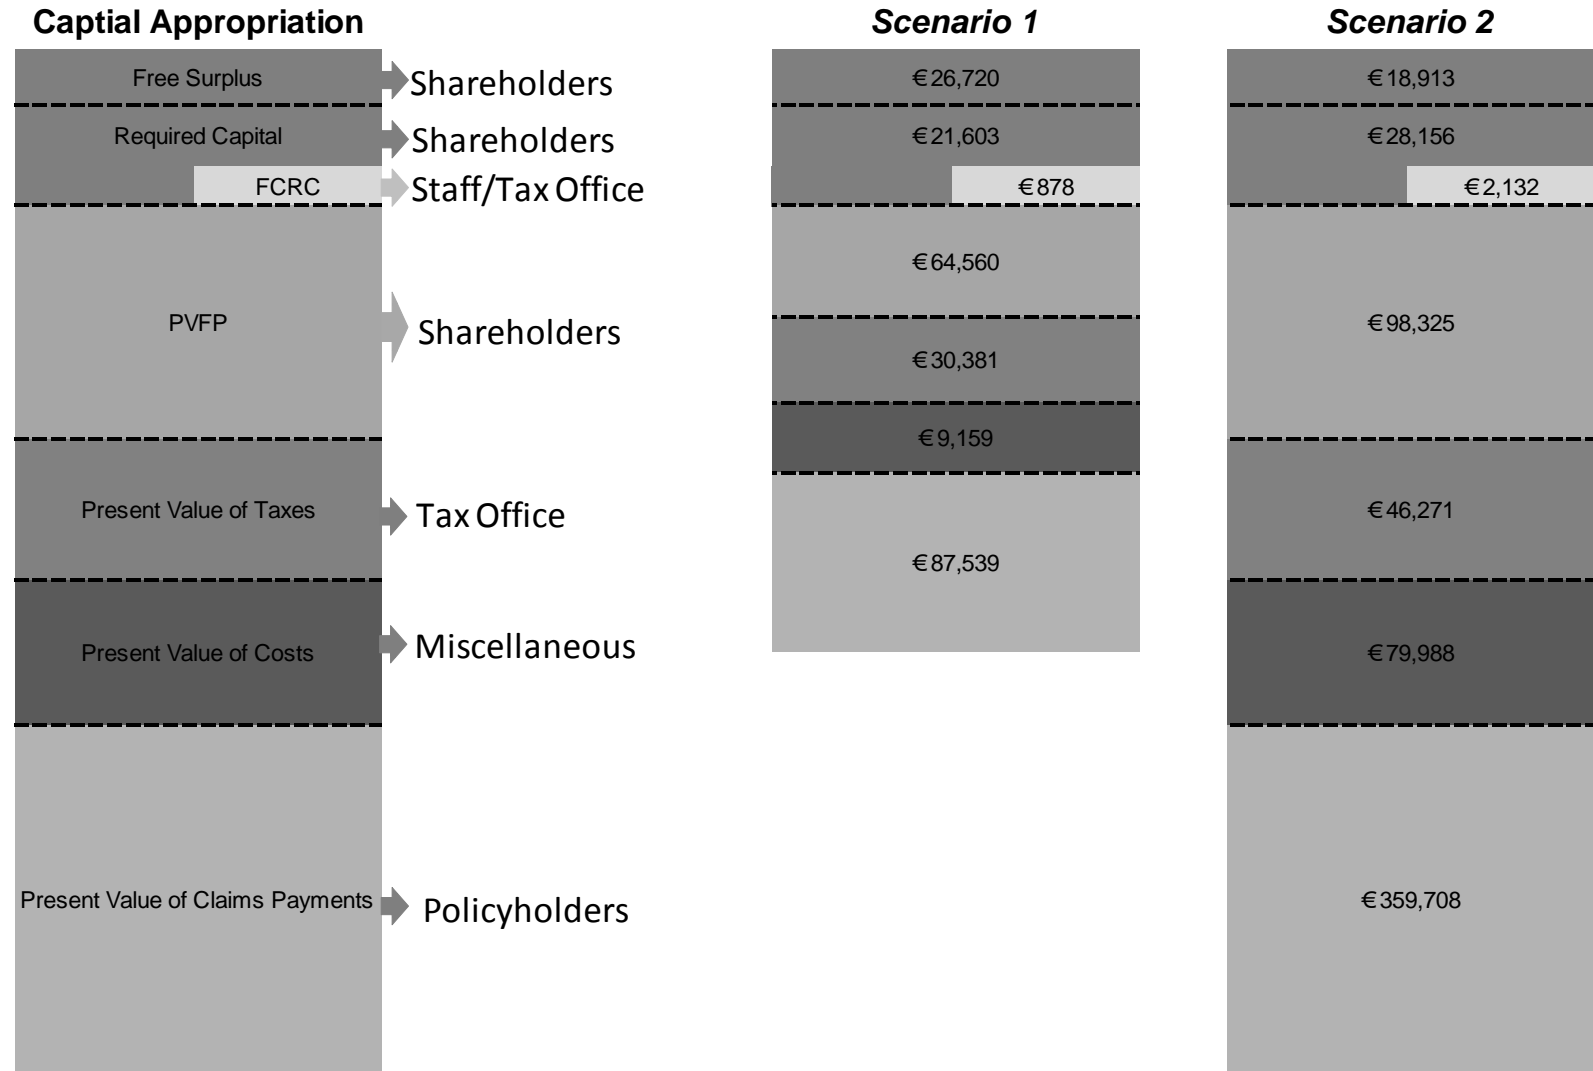 Captial Appropriation
Scenario 1
Scenario 2
Free Surplus
Shareholders
€26,720
€18,913
Required Capital
Shareholders
€21,603
€28,156
FCRC
Staff/Tax Office
€878
€2,132
€64,560
PVFP
Shareholders
€98,325
€30,381
€9,159
Present Value of Taxes
Tax Office
€46,271
€87,539
Present Value of Costs
Miscellaneous
€79,988
Present Value of Claims Payments
Policyholders
€359,708